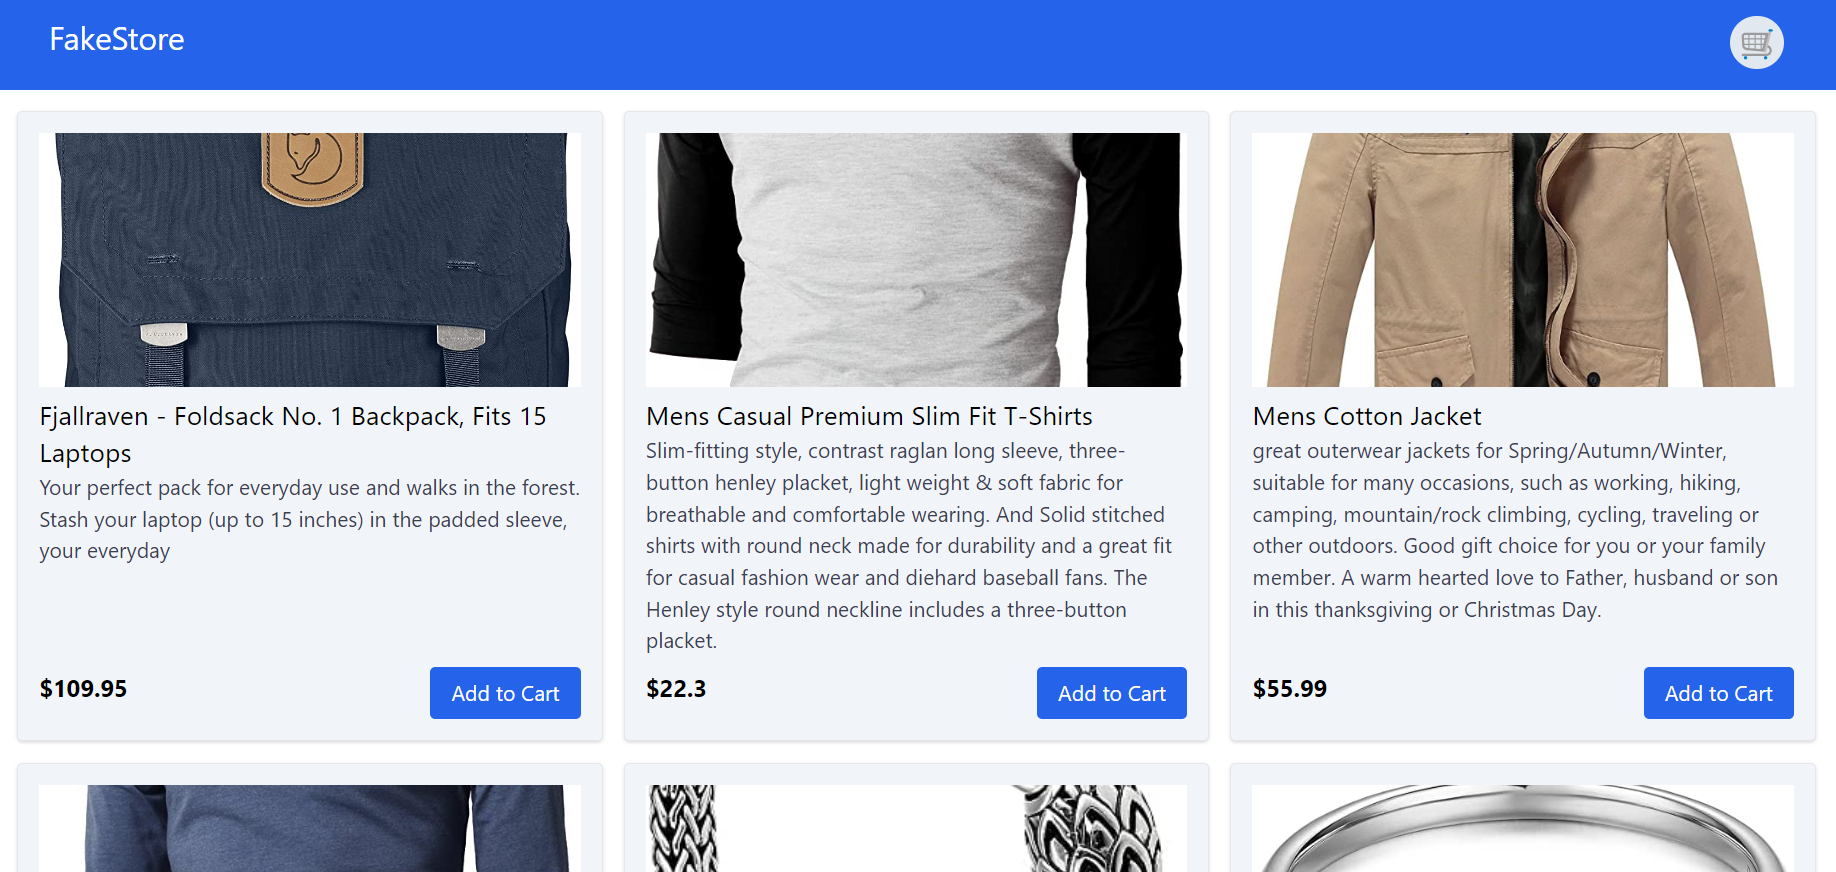 FakeStore
Fjallraven - Foldsack No. 1 Backpack, Fits 15
Laptops
Your perfect pack for everyday use and walks in the forest.
Stash your laptop (up to 15 inches) in the padded sleeve,
your everyday
$109.95
Add to Cart
Mens Casual Premium Slim Fit T-Shirts
Slim-fitting style, contrast raglan long sleeve, three-
button henley placket, light weight & soft fabric for
breathable and comfortable wearing. And Solid stitched
shirts with round neck made for durability and a great fit
for casual fashion wear and diehard baseball fans. The
Henley style round neckline includes a three-button
placket.
$22.3
Add to Cart
Mens Cotton Jacket
great outerwear jackets for Spring/Autumn/Winter,
suitable for many occasions, such as working, hiking,
camping, mountain/rock climbing, cycling, traveling or
other outdoors. Good gift choice for you or your family
member. A warm hearted love to Father, husband or son
in this thanksgiving or Christmas Day.
$55.99
Add to Cart